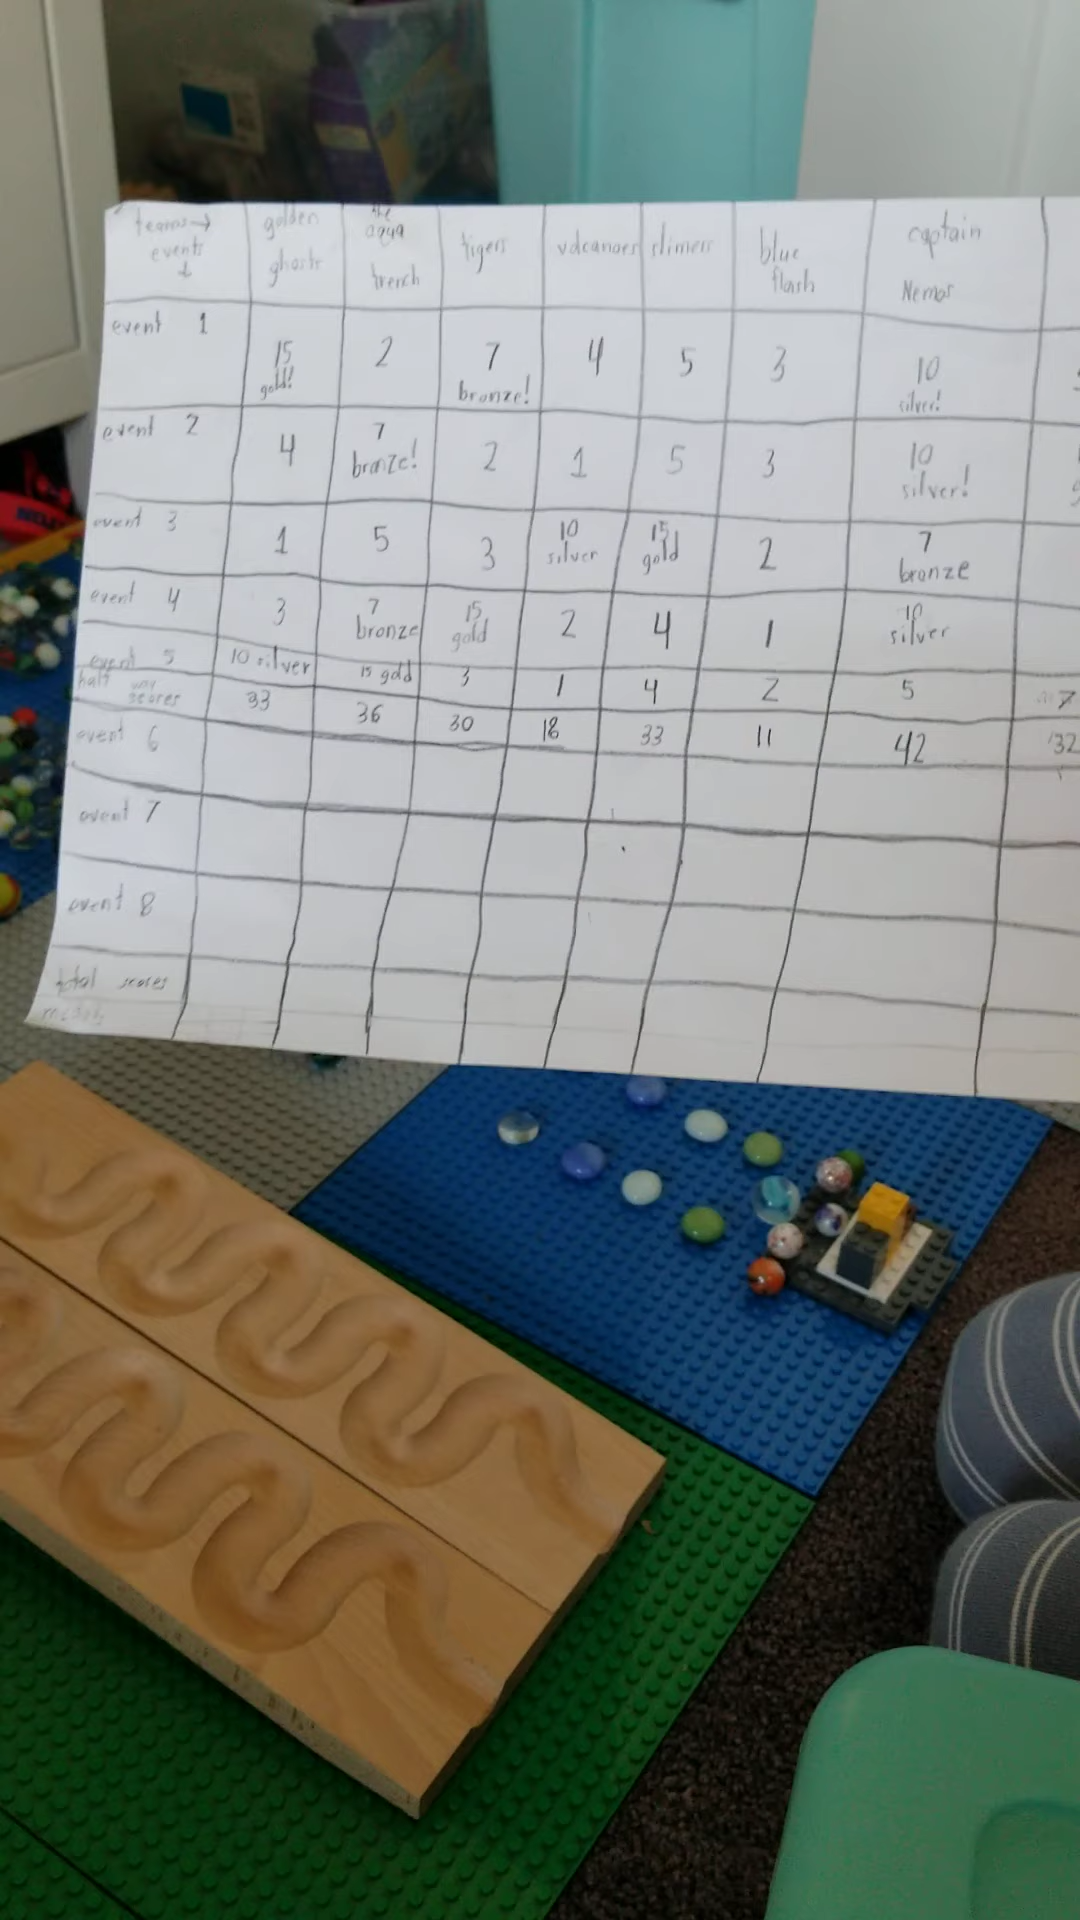 teams→ golden ghosts the aqua trench tigers volcanoes slimers blue flash captain Nemos
events ↓
event 1 15 gold! 2 7 bronze! 4 5 3 10 silver!
event 2 4 7 bronze! 2 1 5 3 10 silver!
event 3 1 5 3 10 silver 15 gold 2 7 bronze
event 4 3 7 bronze 15 gold 2 4 1 10 silver
event 5 10 silver 15 gold 3 1 4 2 5 7
half way scores 33 36 30 18 33 11 42 32
event 6
event 7
event 8
total scores